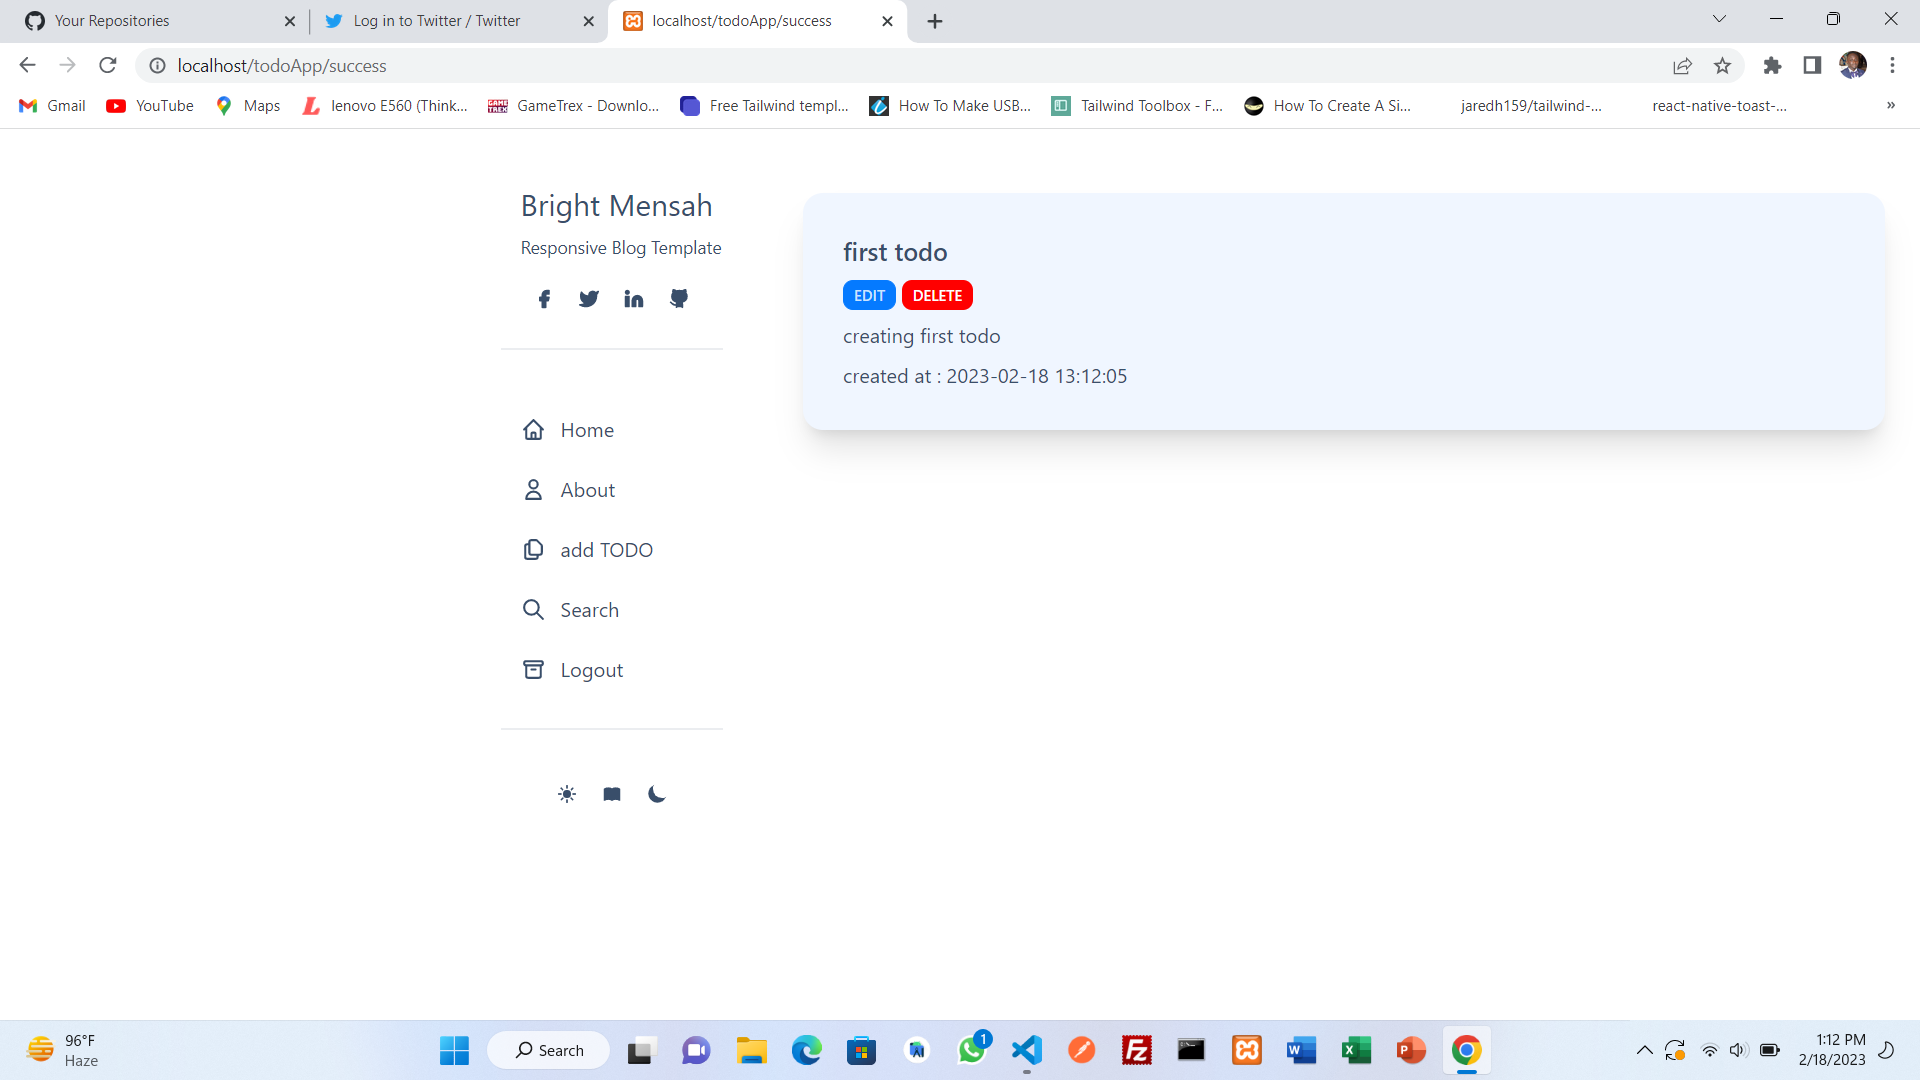 Your Repositories
Log in to Twitter / Twitter
localhost/todoApp/success
localhost/todoApp/success
Gmail
YouTube
Maps
lenovo E560 (Think...
GameTrex - Downlo...
Free Tailwind templ...
How To Make USB...
Tailwind Toolbox - F...
How To Create A Si...
jaredh159/tailwind-...
react-native-toast-...
»
Bright Mensah
Responsive Blog Template
Home
About
add TODO
Search
Logout
first todo
EDIT DELETE
creating first todo
created at : 2023-02-18 13:12:05
96°F
Haze
Search
1
1:12 PM
2/18/2023